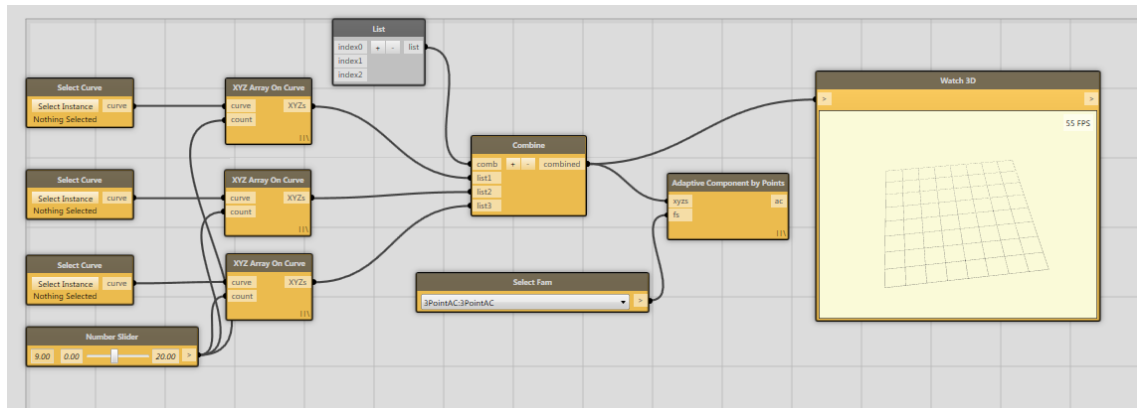 List
index0 + - list
index1
index2
Select Curve
Select Instance curve
Nothing Selected
XYZ Array On Curve
curve XYZs
count
Select Curve
Select Instance curve
Nothing Selected
XYZ Array On Curve
curve XYZs
count
Select Curve
Select Instance curve
Nothing Selected
XYZ Array On Curve
curve XYZs
count
Number Slider
9.00 0.00 20.00 >
Combine
comb + - combined
list1
list2
list3
Select Fam
3PointAC:3PointAC >
Adaptive Component by Points
xyzs ac
fs
Watch 3D
> >
55 FPS